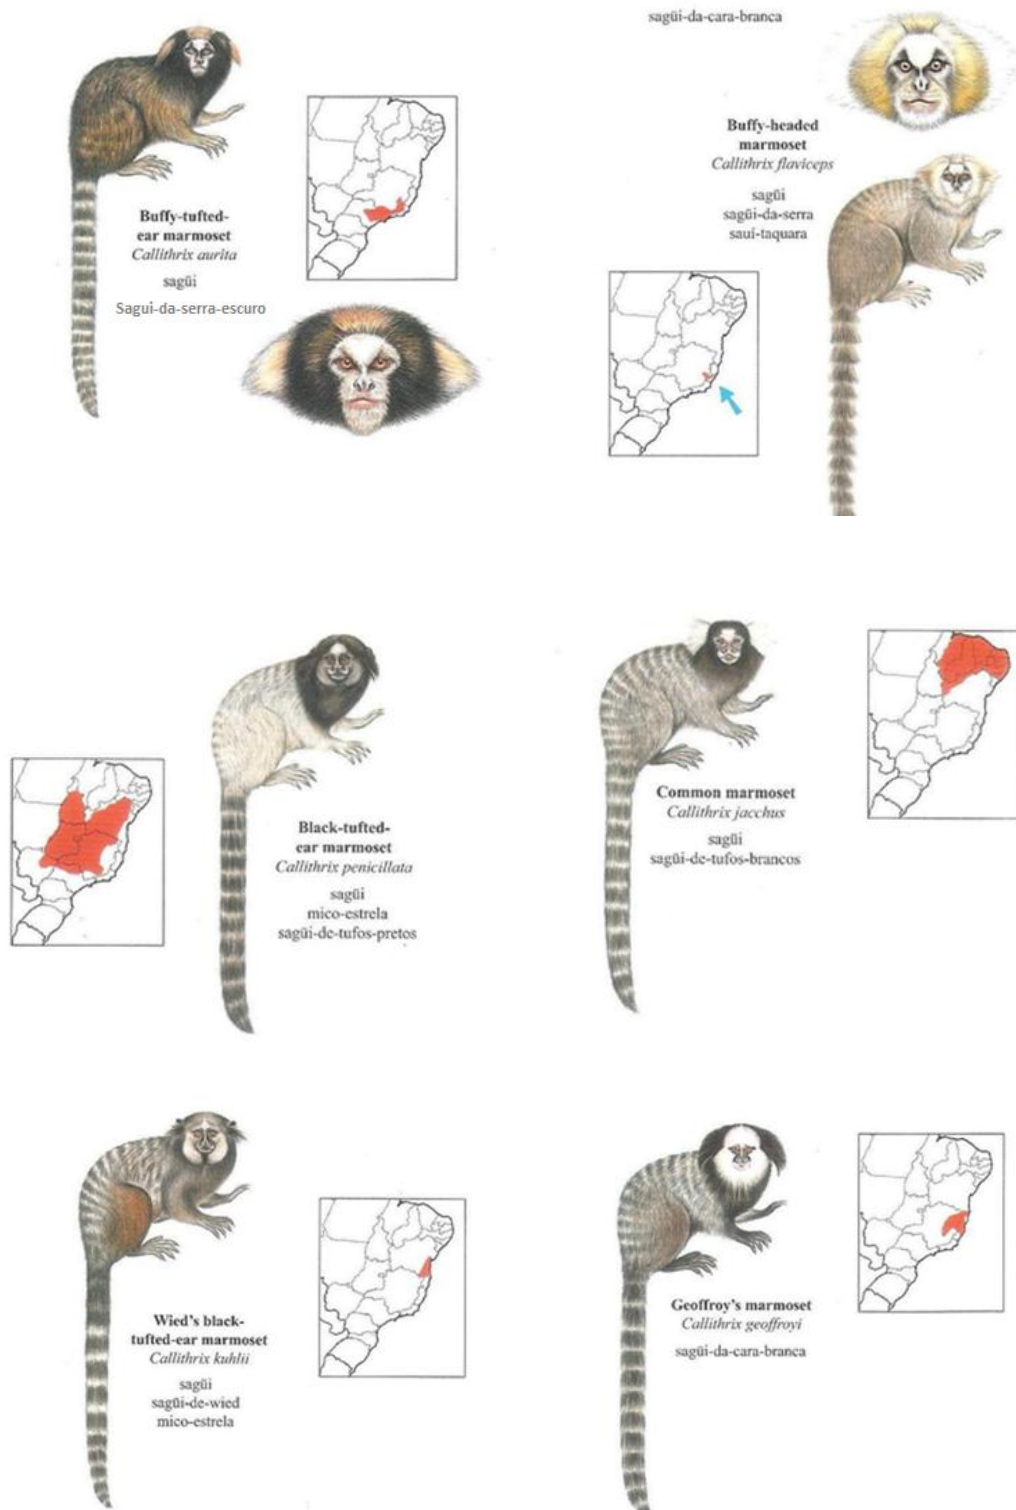 sagüi-da-cara-branca
Buffy-tufted-
ear marmoset
Callithrix aurita
sagüi
Sagui-da-serra-escuro
Buffy-headed
marmoset
Callithrix flaviceps
sagüi
sagüi-da-serra
sauí-taquara
Black-tufted-
ear marmoset
Callithrix penicillata
sagüi
mico-estrela
sagüi-de-tufos-pretos
Common marmoset
Callithrix jacchus
sagüi
sagüi-de-tufos-brancos
Wied's black-
tufted-ear marmoset
Callithrix kuhlii
sagüi
sagüi-de-wied
mico-estrela
Geoffroy's marmoset
Callithrix geoffroyi
sagüi-da-cara-branca